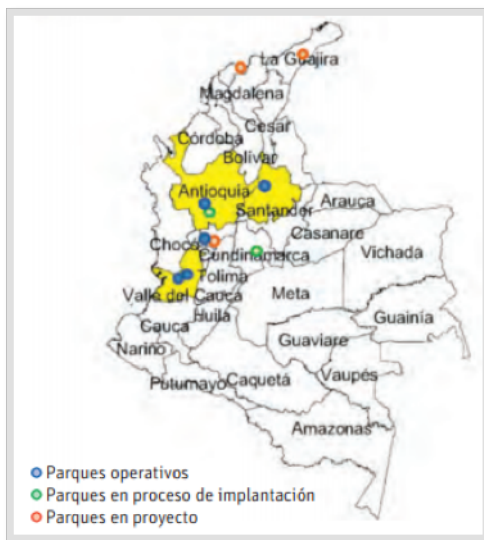 La Guajira
Magdalena
Cesar
Córdoba
Bolívar
Antioquia
Santander
Arauca
Casanare
Chocó
Cundinamarca
Vichada
Tolima
Valle del Cauca
Meta
Huila
Guainía
Cauca
Guaviare
Nariño
Vaupés
Putumayo
Caquetá
Amazonas
Parques operativos
Parques en proceso de implantación
Parques en proyecto